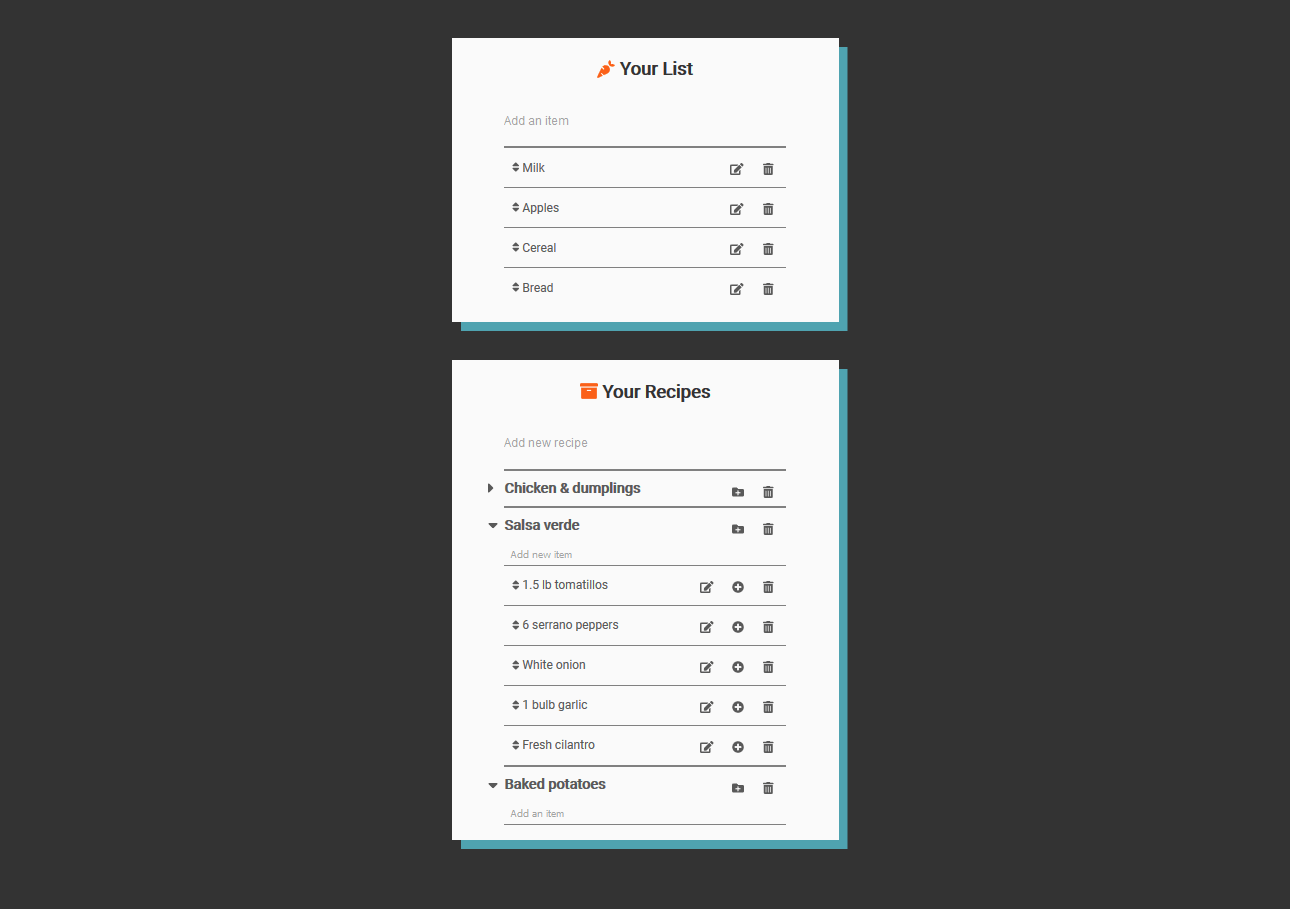 Your List
Add an item
Milk
Apples
Cereal
Bread
Your Recipes
Add new recipe
Chicken & dumplings
Salsa verde
Add new item
1.5 lb tomatillos
6 serrano peppers
White onion
1 bulb garlic
Fresh cilantro
Baked potatoes
Add an item